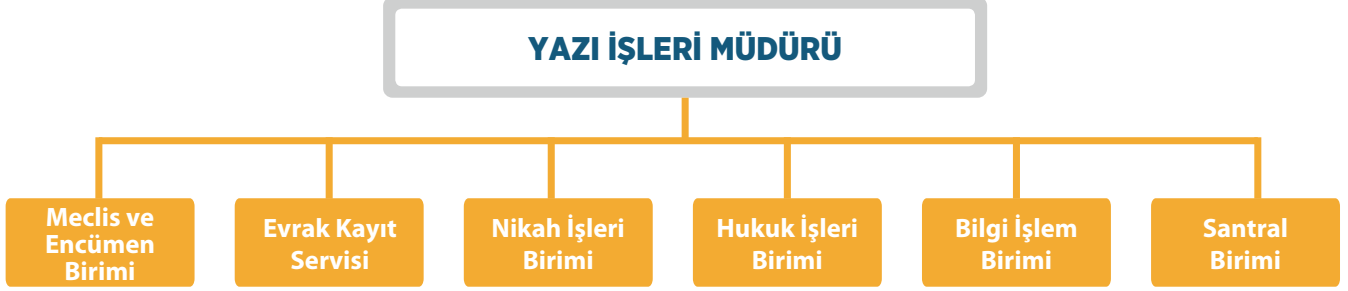 YAZI İŞLERİ MÜDÜRÜ
Meclis ve
Encümen
Birimi
Evrak Kayıt
Servisi
Nikah İşleri
Birimi
Hukuk İşleri
Birimi
Bilgi İşlem
Birimi
Santral
Birimi